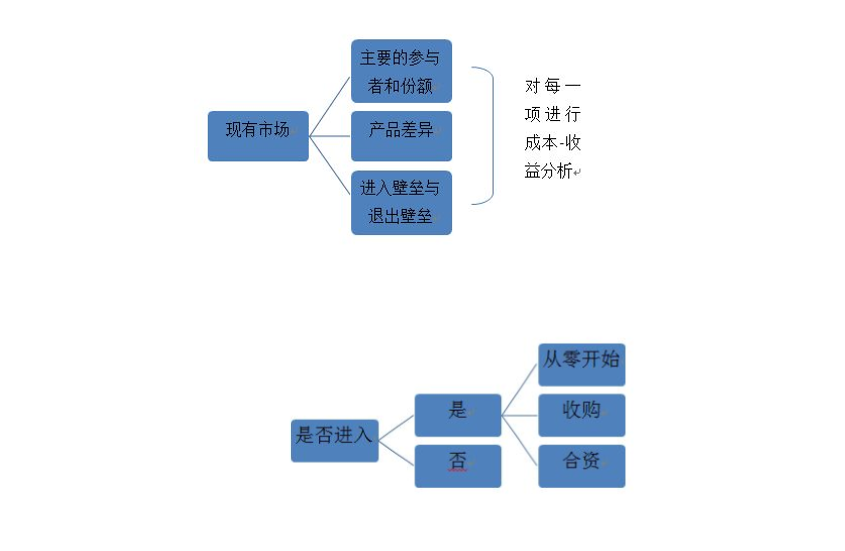 主要的参与
者和份额
现有市场
产品差异
进入壁垒与
退出壁垒
对每一
项进行
成本-收
益分析
从零开始
是
收购
是否进入
否
合资